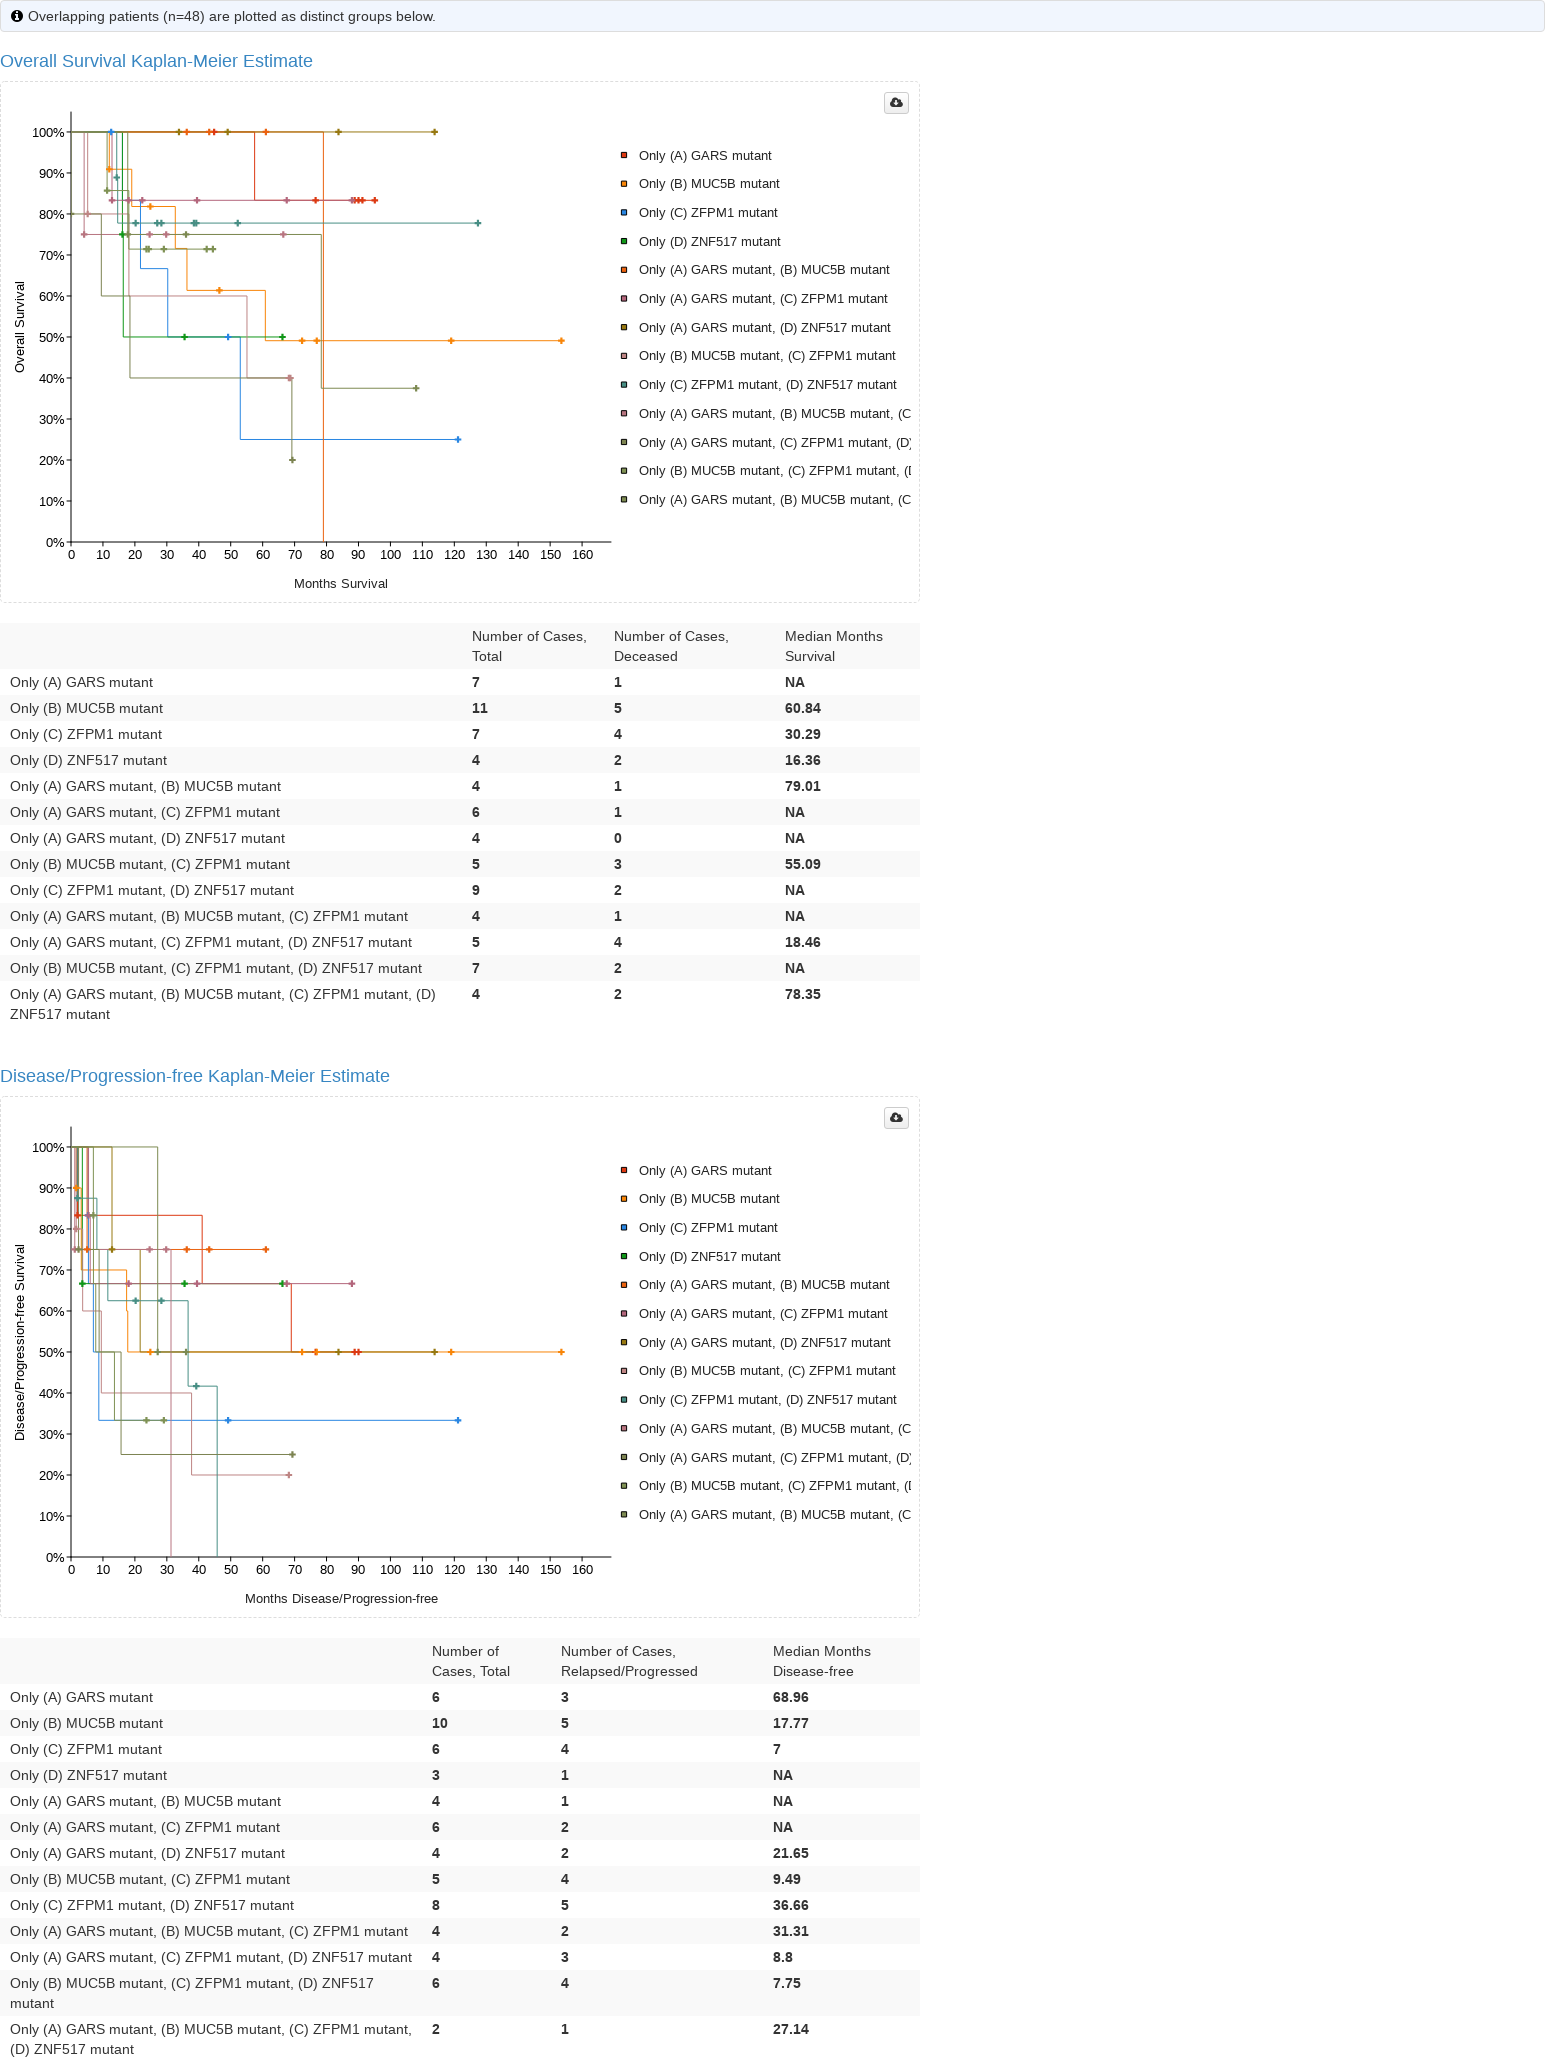 Overlapping patients (n=48) are plotted as distinct groups below.
Overall Survival Kaplan-Meier Estimate
100%
90%
80%
70%
60%
50%
40%
30%
20%
10%
0%
Overall Survival
0 10 20 30 40 50 60 70 80 90 100 110 120 130 140 150 160
Months Survival
Only (A) GARS mutant
Only (B) MUC5B mutant
Only (C) ZFPM1 mutant
Only (D) ZNF517 mutant
Only (A) GARS mutant, (B) MUC5B mutant
Only (A) GARS mutant, (C) ZFPM1 mutant
Only (A) GARS mutant, (D) ZNF517 mutant
Only (B) MUC5B mutant, (C) ZFPM1 mutant
Only (C) ZFPM1 mutant, (D) ZNF517 mutant
Only (A) GARS mutant, (B) MUC5B mutant, (C
Only (A) GARS mutant, (C) ZFPM1 mutant, (D)
Only (B) MUC5B mutant, (C) ZFPM1 mutant, (D
Only (A) GARS mutant, (B) MUC5B mutant, (C
Number of Cases, Total Number of Cases, Deceased Median Months Survival
Only (A) GARS mutant 7 1 NA
Only (B) MUC5B mutant 11 5 60.84
Only (C) ZFPM1 mutant 7 4 30.29
Only (D) ZNF517 mutant 4 2 16.36
Only (A) GARS mutant, (B) MUC5B mutant 4 1 79.01
Only (A) GARS mutant, (C) ZFPM1 mutant 6 1 NA
Only (A) GARS mutant, (D) ZNF517 mutant 4 0 NA
Only (B) MUC5B mutant, (C) ZFPM1 mutant 5 3 55.09
Only (C) ZFPM1 mutant, (D) ZNF517 mutant 9 2 NA
Only (A) GARS mutant, (B) MUC5B mutant, (C) ZFPM1 mutant 4 1 NA
Only (A) GARS mutant, (C) ZFPM1 mutant, (D) ZNF517 mutant 5 4 18.46
Only (B) MUC5B mutant, (C) ZFPM1 mutant, (D) ZNF517 mutant 7 2 NA
Only (A) GARS mutant, (B) MUC5B mutant, (C) ZFPM1 mutant, (D) 4 2 78.35
ZNF517 mutant
Disease/Progression-free Kaplan-Meier Estimate
100%
90%
80%
70%
60%
50%
40%
30%
20%
10%
0%
Disease/Progression-free Survival
0 10 20 30 40 50 60 70 80 90 100 110 120 130 140 150 160
Months Disease/Progression-free
Only (A) GARS mutant
Only (B) MUC5B mutant
Only (C) ZFPM1 mutant
Only (D) ZNF517 mutant
Only (A) GARS mutant, (B) MUC5B mutant
Only (A) GARS mutant, (C) ZFPM1 mutant
Only (A) GARS mutant, (D) ZNF517 mutant
Only (B) MUC5B mutant, (C) ZFPM1 mutant
Only (C) ZFPM1 mutant, (D) ZNF517 mutant
Only (A) GARS mutant, (B) MUC5B mutant, (C
Only (A) GARS mutant, (C) ZFPM1 mutant, (D)
Only (B) MUC5B mutant, (C) ZFPM1 mutant, (D
Only (A) GARS mutant, (B) MUC5B mutant, (C
Number of Cases, Total Number of Cases, Relapsed/Progressed Median Months Disease-free
Only (A) GARS mutant 6 3 68.96
Only (B) MUC5B mutant 10 5 17.77
Only (C) ZFPM1 mutant 6 4 7
Only (D) ZNF517 mutant 3 1 NA
Only (A) GARS mutant, (B) MUC5B mutant 4 1 NA
Only (A) GARS mutant, (C) ZFPM1 mutant 6 2 NA
Only (A) GARS mutant, (D) ZNF517 mutant 4 2 21.65
Only (B) MUC5B mutant, (C) ZFPM1 mutant 5 4 9.49
Only (C) ZFPM1 mutant, (D) ZNF517 mutant 8 5 36.66
Only (A) GARS mutant, (B) MUC5B mutant, (C) ZFPM1 mutant 4 2 31.31
Only (A) GARS mutant, (C) ZFPM1 mutant, (D) ZNF517 mutant 4 3 8.8
Only (B) MUC5B mutant, (C) ZFPM1 mutant, (D) ZNF517 6 4 7.75
mutant
Only (A) GARS mutant, (B) MUC5B mutant, (C) ZFPM1 mutant, 2 1 27.14
(D) ZNF517 mutant